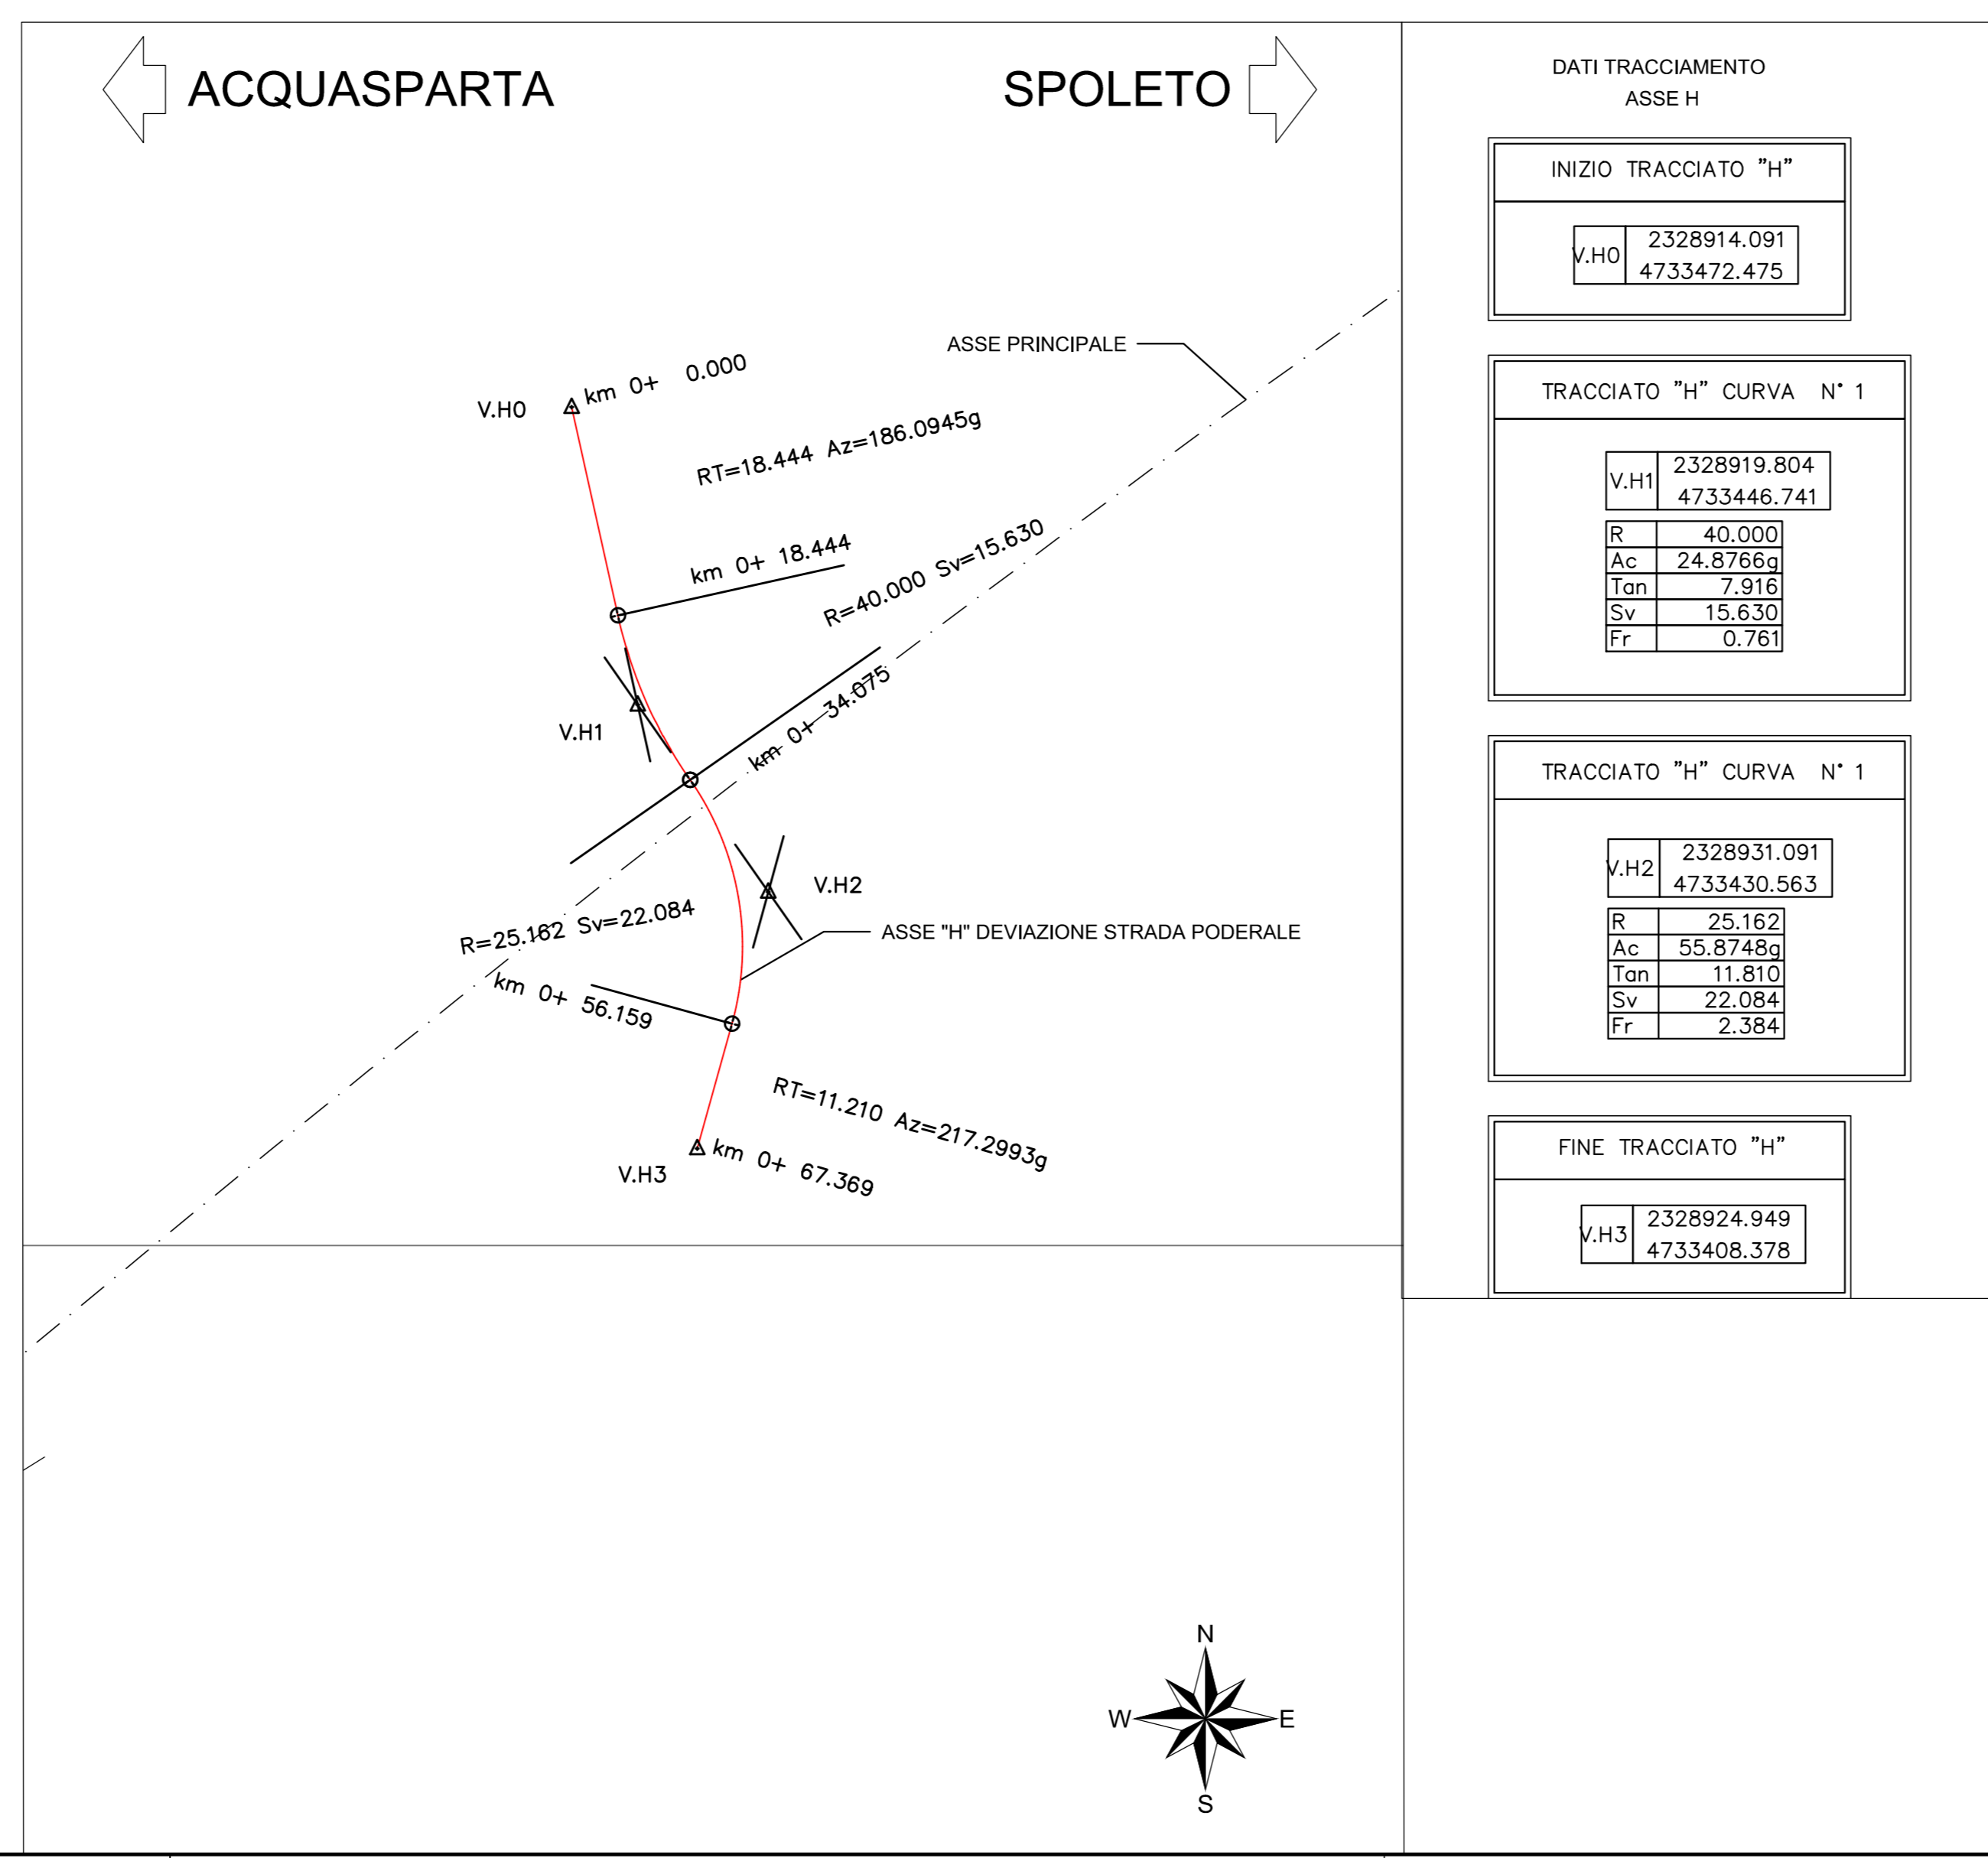 ACQUASPARTA
SPOLETO
ASSE PRINCIPALE
V.H0
km 0+ 0.000
RT=18.444 Az=186.0945g
km 0+ 18.444
R=40.000 Sv=15.630
V.H1
km 0+ 34.075
V.H2
R=25.162 Sv=22.084
ASSE "H" DEVIAZIONE STRADA PODERALE
km 0+ 56.159
RT=11.210 Az=217.2993g
V.H3
km 0+ 67.369
N
W
E
S
DATI TRACCIAMENTO
ASSE H
INIZIO TRACCIATO "H"
V.H0
2328914.091
4733472.475
TRACCIATO "H" CURVA N° 1
V.H1
2328919.804
4733446.741
R 40.000
Ac 24.8766g
Tan 7.916
Sv 15.630
Fr 0.761
TRACCIATO "H" CURVA N° 1
V.H2
2328931.091
4733430.563
R 25.162
Ac 55.8748g
Tan 11.810
Sv 22.084
Fr 2.384
FINE TRACCIATO "H"
V.H3
2328924.949
4733408.378